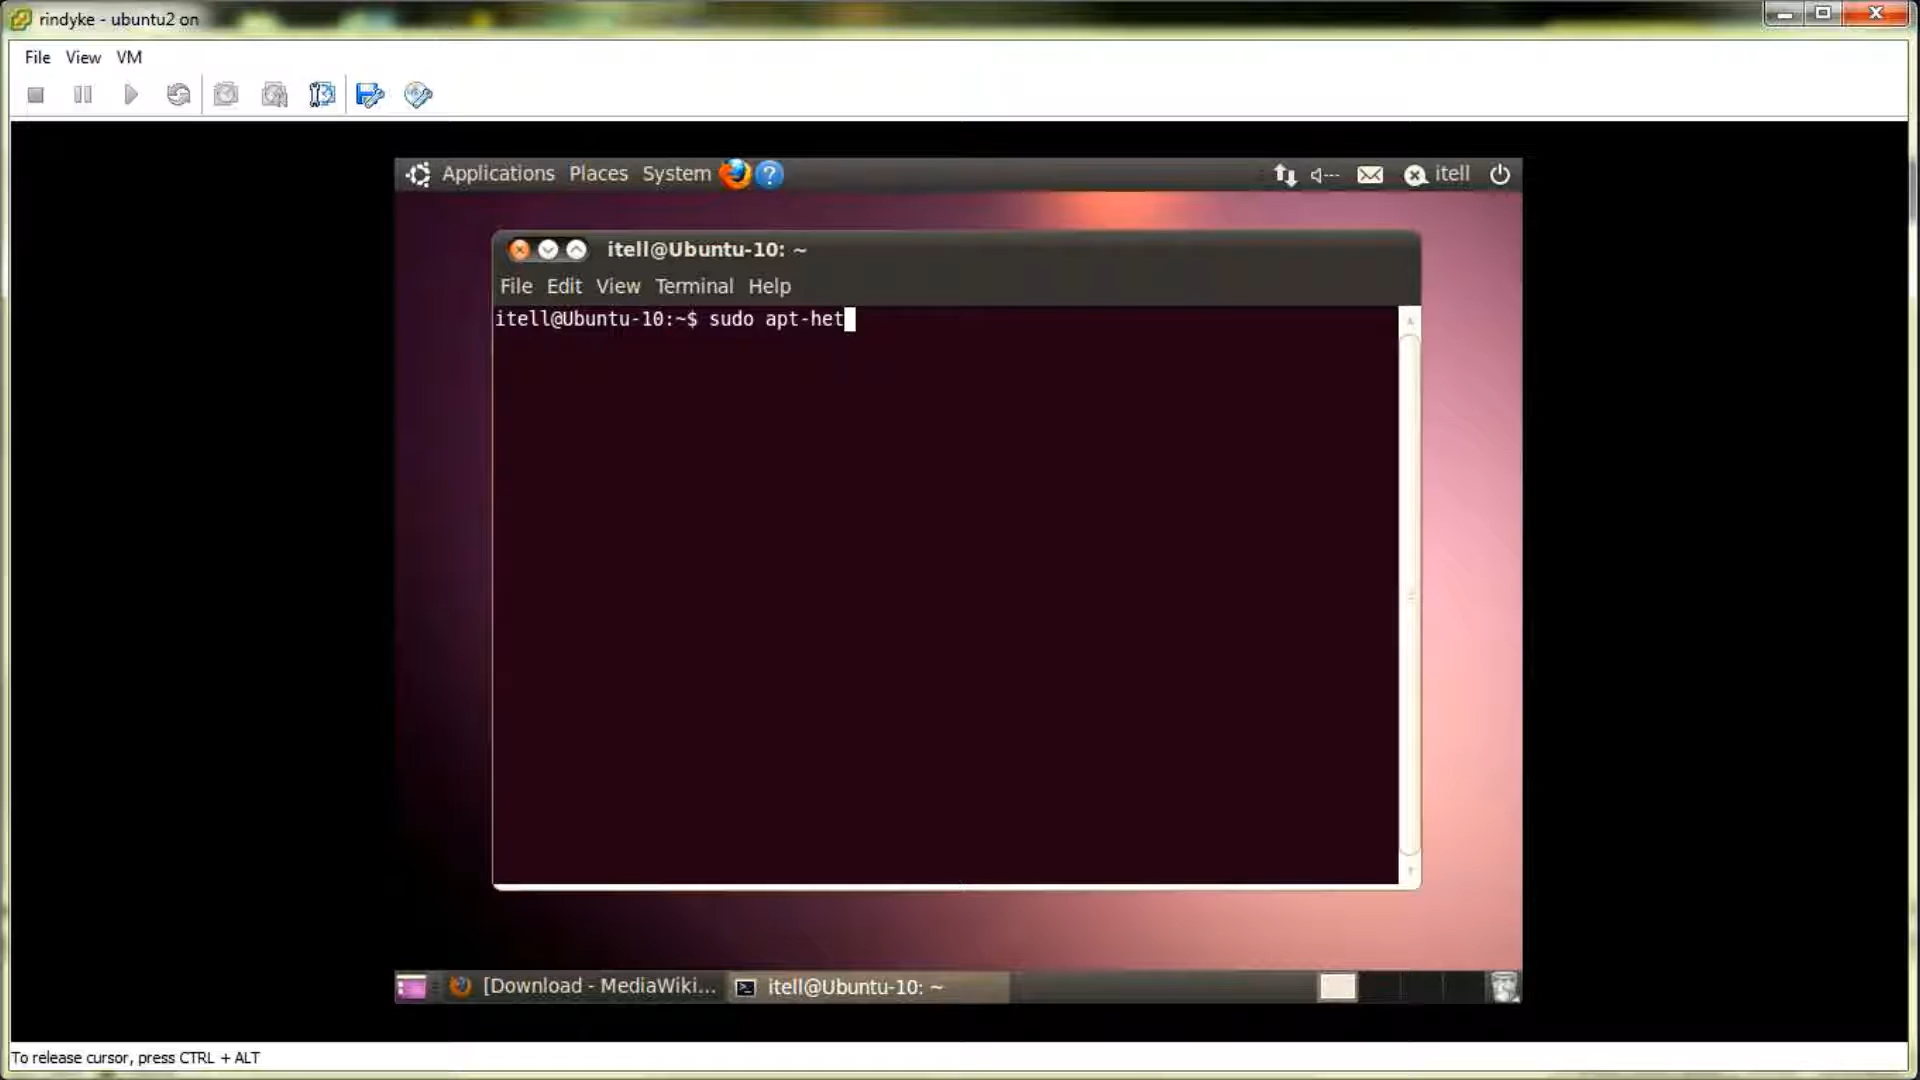 rindyke - ubuntu2 on
File View VM
Applications Places System ? itell
itell@Ubuntu-10: ~
File Edit View Terminal Help
itell@Ubuntu-10:~$ sudo apt-het
[Download - MediaWiki... itell@Ubuntu-10: ~
To release cursor, press CTRL + ALT